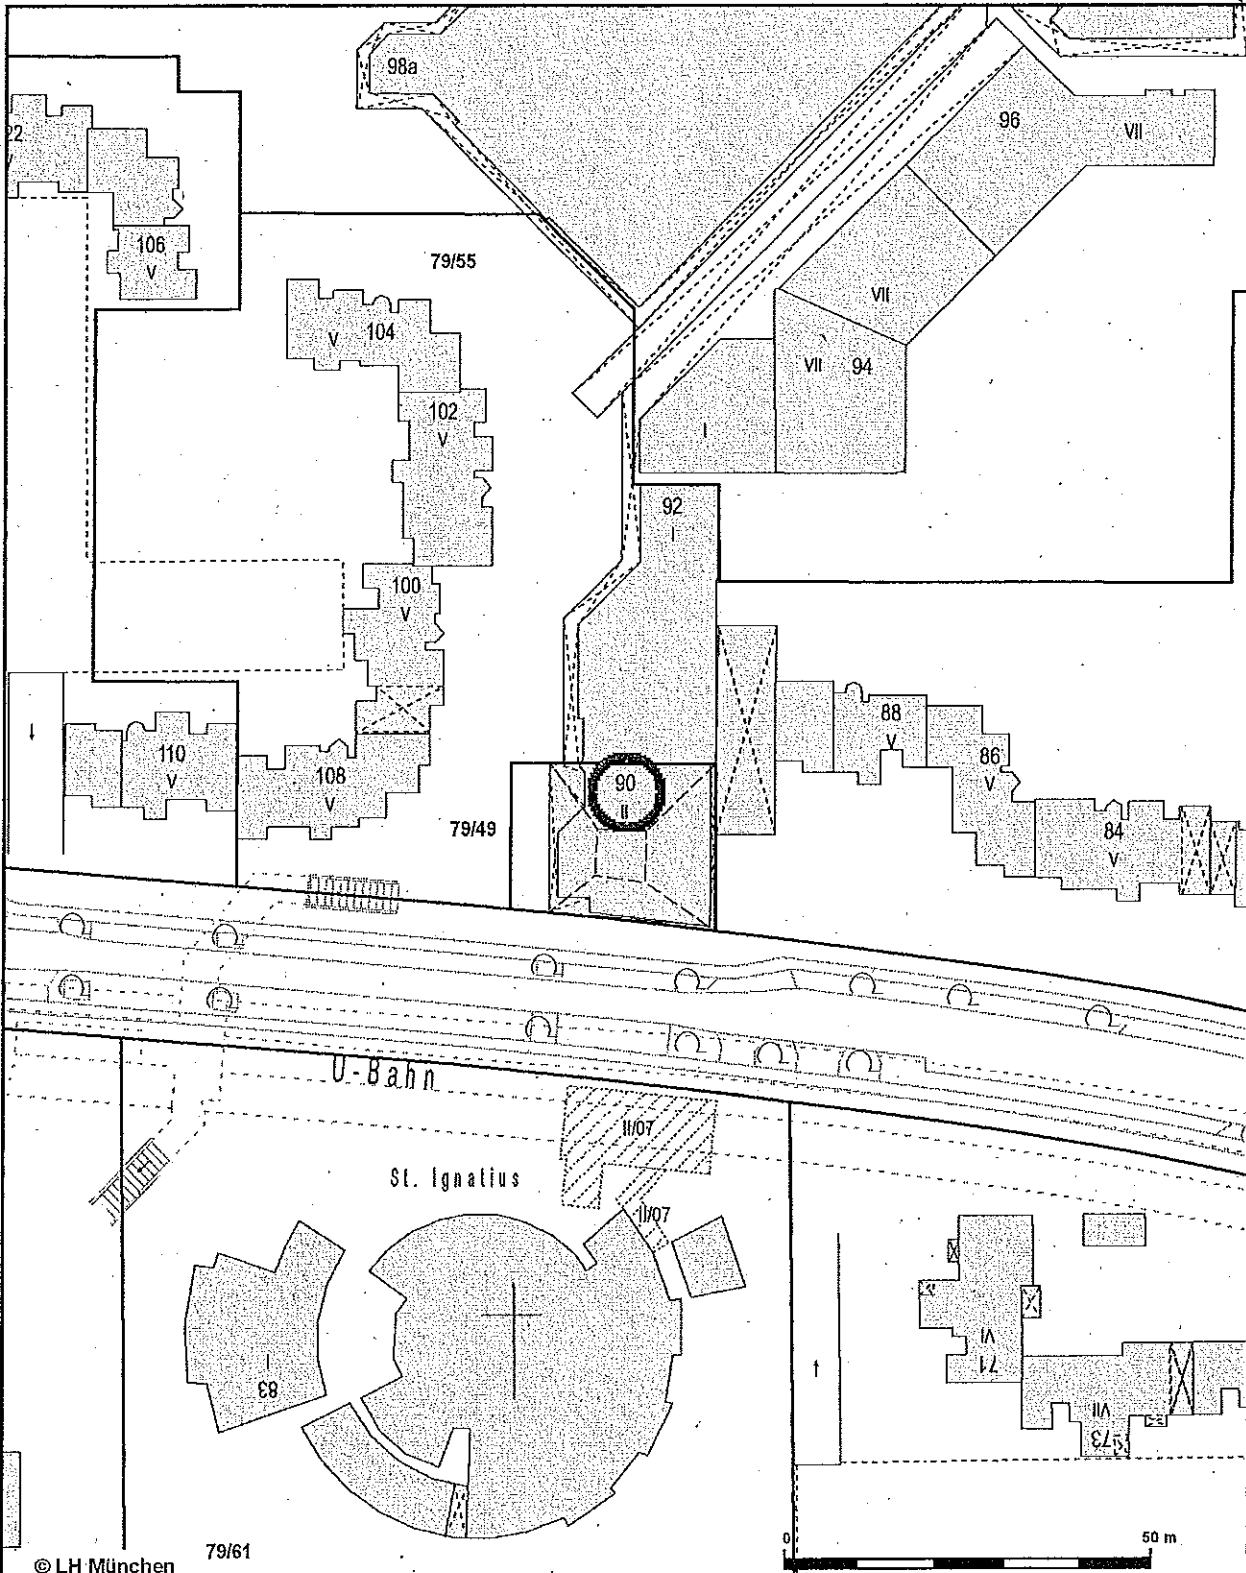 98a
96
VII
22
V
106
V
79/55
V 104
VII
VII 94
102
V
I
92
I
100
V
88
V
86
V
110
V
108
V
90
II
84
V
79/49
U-Bahn
II/07
St. Ignatius
II/07
VI
71
I
83
VII
73
0
50 m
79/61
© LH München